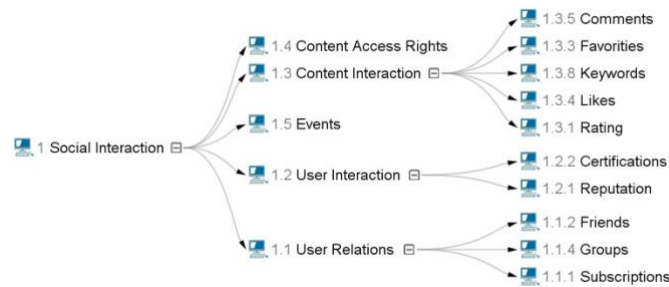 1 Social Interaction
1.4 Content Access Rights
1.3 Content Interaction
1.3.5 Comments
1.3.3 Favorities
1.3.8 Keywords
1.3.4 Likes
1.3.1 Rating
1.5 Events
1.2 User Interaction
1.2.2 Certifications
1.2.1 Reputation
1.1 User Relations
1.1.2 Friends
1.1.4 Groups
1.1.1 Subscriptions